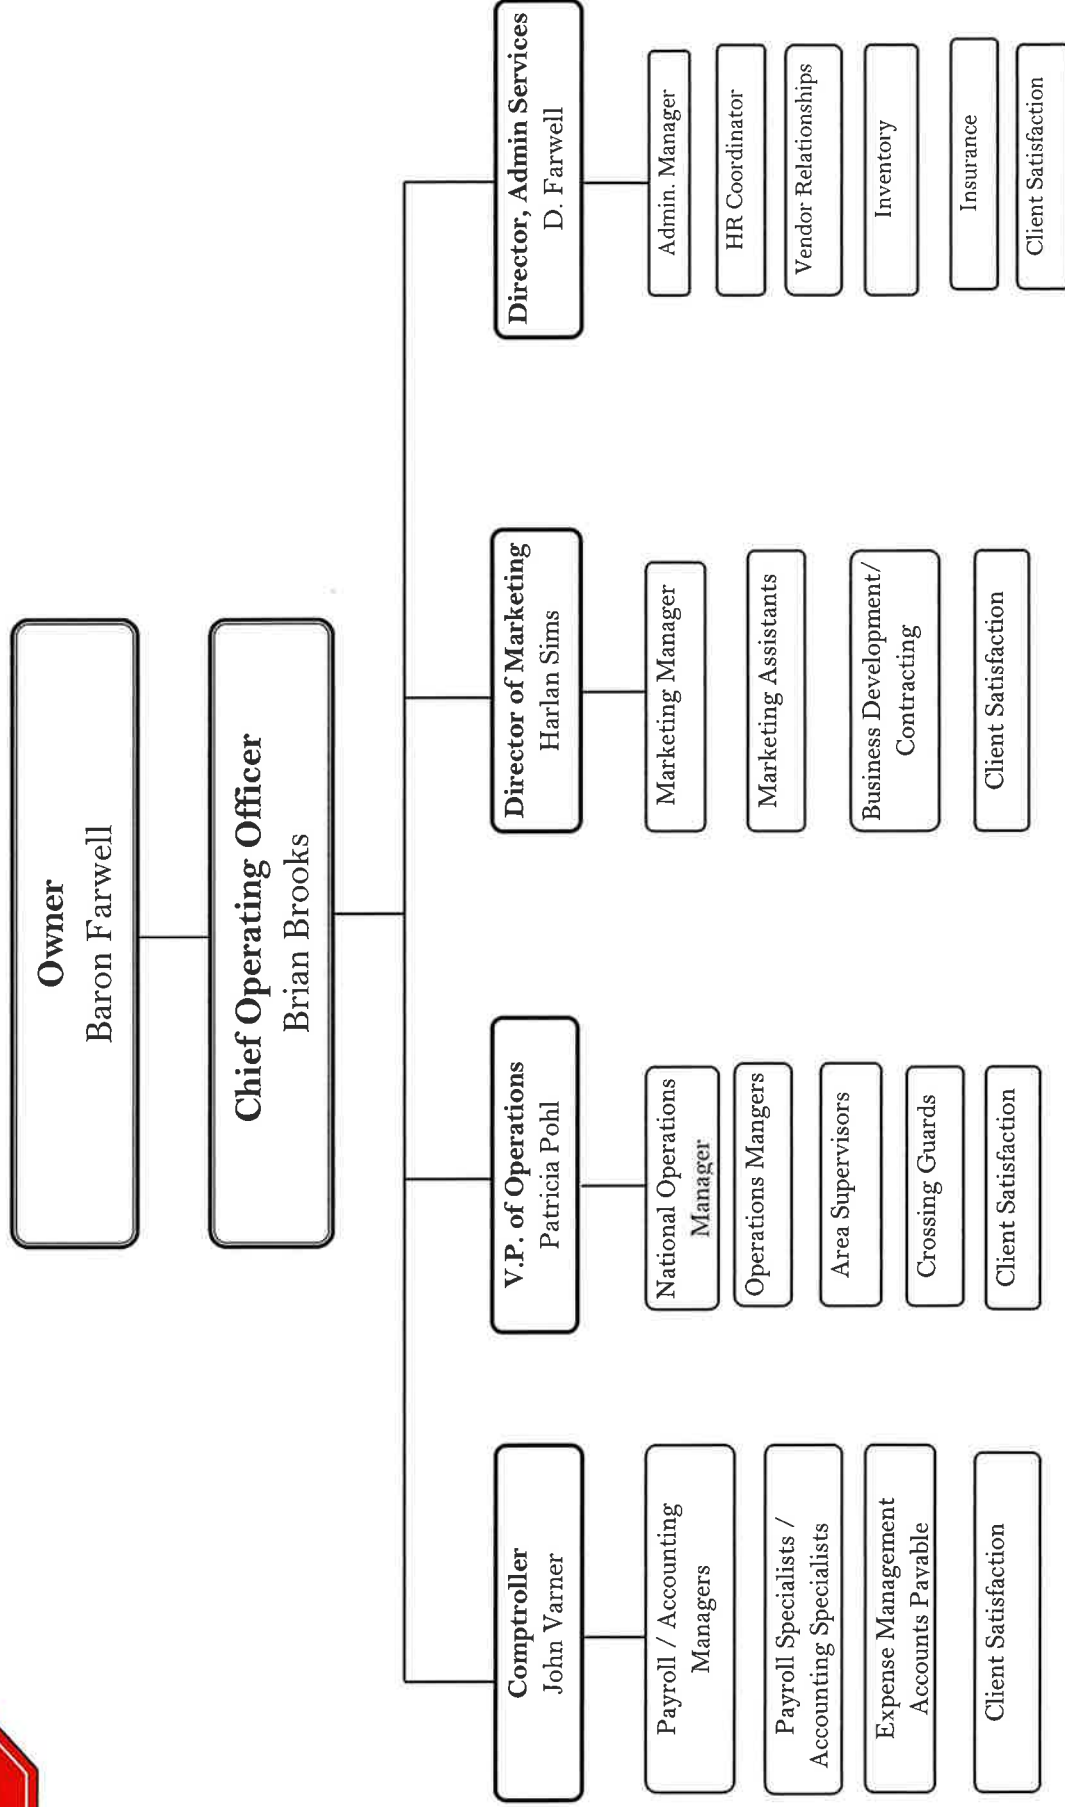 Owner
Baron Farwell
Chief Operating Officer
Brian Brooks
Comptroller
John Varner
Payroll / Accounting
Managers
Payroll Specialists /
Accounting Specialists
Expense Management
Accounts Payable
Client Satisfaction
V.P. of Operations
Patricia Pohl
National Operations
Manager
Operations Mangers
Area Supervisors
Crossing Guards
Client Satisfaction
Director of Marketing
Harlan Sims
Marketing Manager
Marketing Assistants
Business Development/
Contracting
Client Satisfaction
Director, Admin Services
D. Farwell
Admin. Manager
HR Coordinator
Vendor Relationships
Inventory
Insurance
Client Satisfaction